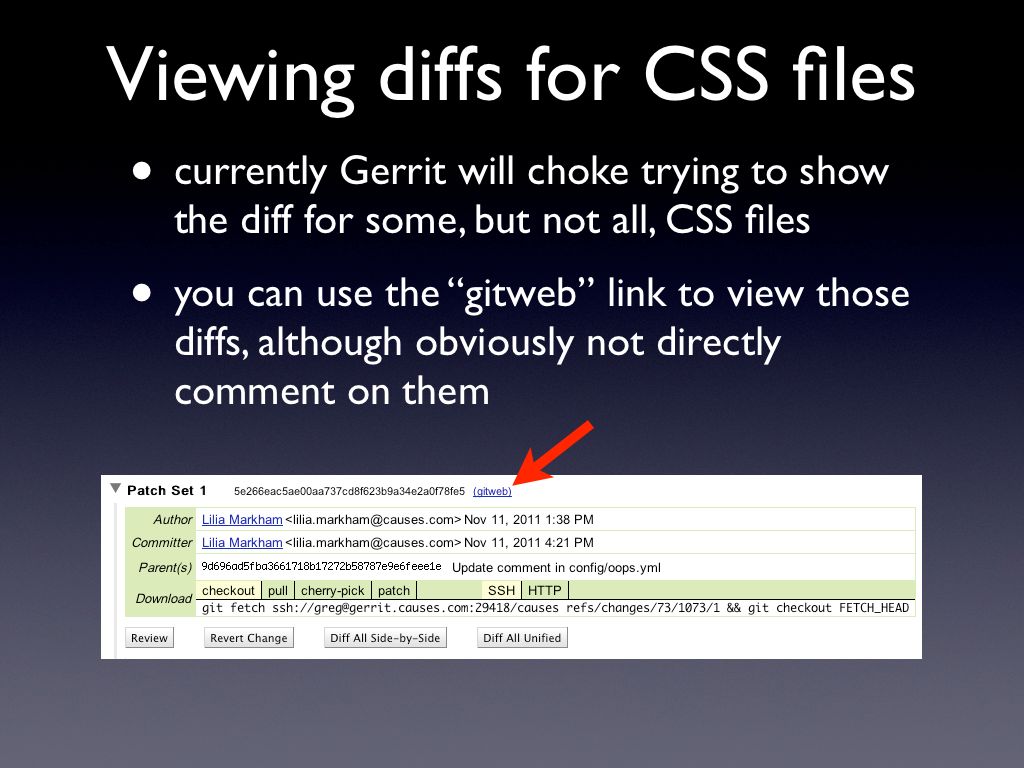 Viewing diffs for CSS files
• currently Gerrit will choke trying to show
the diff for some, but not all, CSS files
• you can use the “gitweb” link to view those
diffs, although obviously not directly
comment on them
Patch Set 1 5e266eac5ae00aa737cd8f623b9a34e2a0f78fe5 (gitweb)
Author Lilia Markham <lilia.markham@causes.com> Nov 11, 2011 1:38 PM
Committer Lilia Markham <lilia.markham@causes.com> Nov 11, 2011 4:21 PM
Parent(s) 9d696ad5fba3661718b17272b58787e9e6feee1e Update comment in config/oops.yml
Download checkout pull cherry-pick patch SSH HTTP
git fetch ssh://greg@gerrit.causes.com:29418/causes refs/changes/73/1073/1 && git checkout FETCH_HEAD
Review Revert Change Diff All Side-by-Side Diff All Unified